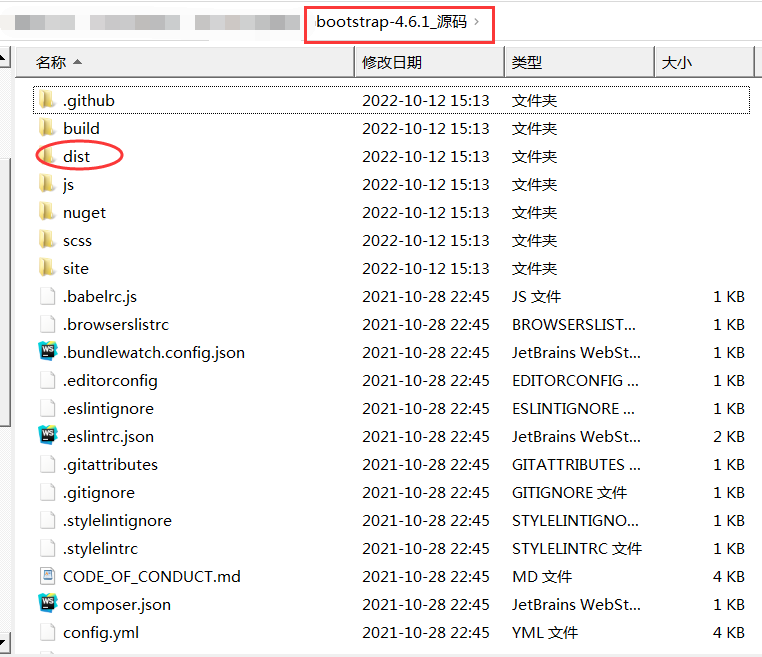 bootstrap-4.6.1_源码 ›
名称 修改日期 类型 大小
.github 2022-10-12 15:13 文件夹
build 2022-10-12 15:13 文件夹
dist 2022-10-12 15:13 文件夹
js 2022-10-12 15:13 文件夹
nuget 2022-10-12 15:13 文件夹
scss 2022-10-12 15:13 文件夹
site 2022-10-12 15:13 文件夹
.babelrc.js 2021-10-28 22:45 JS 文件 1 KB
.browserslistrc 2021-10-28 22:45 BROWSERSLIST... 1 KB
.bundlewatch.config.json 2021-10-28 22:45 JetBrains WebSt... 1 KB
.editorconfig 2021-10-28 22:45 EDITORCONFIG ... 1 KB
.eslintignore 2021-10-28 22:45 ESLINTIGNORE ... 1 KB
.eslintrc.json 2021-10-28 22:45 JetBrains WebSt... 2 KB
.gitattributes 2021-10-28 22:45 GITATTRIBUTES ... 1 KB
.gitignore 2021-10-28 22:45 GITIGNORE 文件 1 KB
.stylelintignore 2021-10-28 22:45 STYLELINTIGNO... 1 KB
.stylelintrc 2021-10-28 22:45 STYLELINTRC 文件 1 KB
CODE_OF_CONDUCT.md 2021-10-28 22:45 MD 文件 4 KB
composer.json 2021-10-28 22:45 JetBrains WebSt... 1 KB
config.yml 2021-10-28 22:45 YML 文件 4 KB